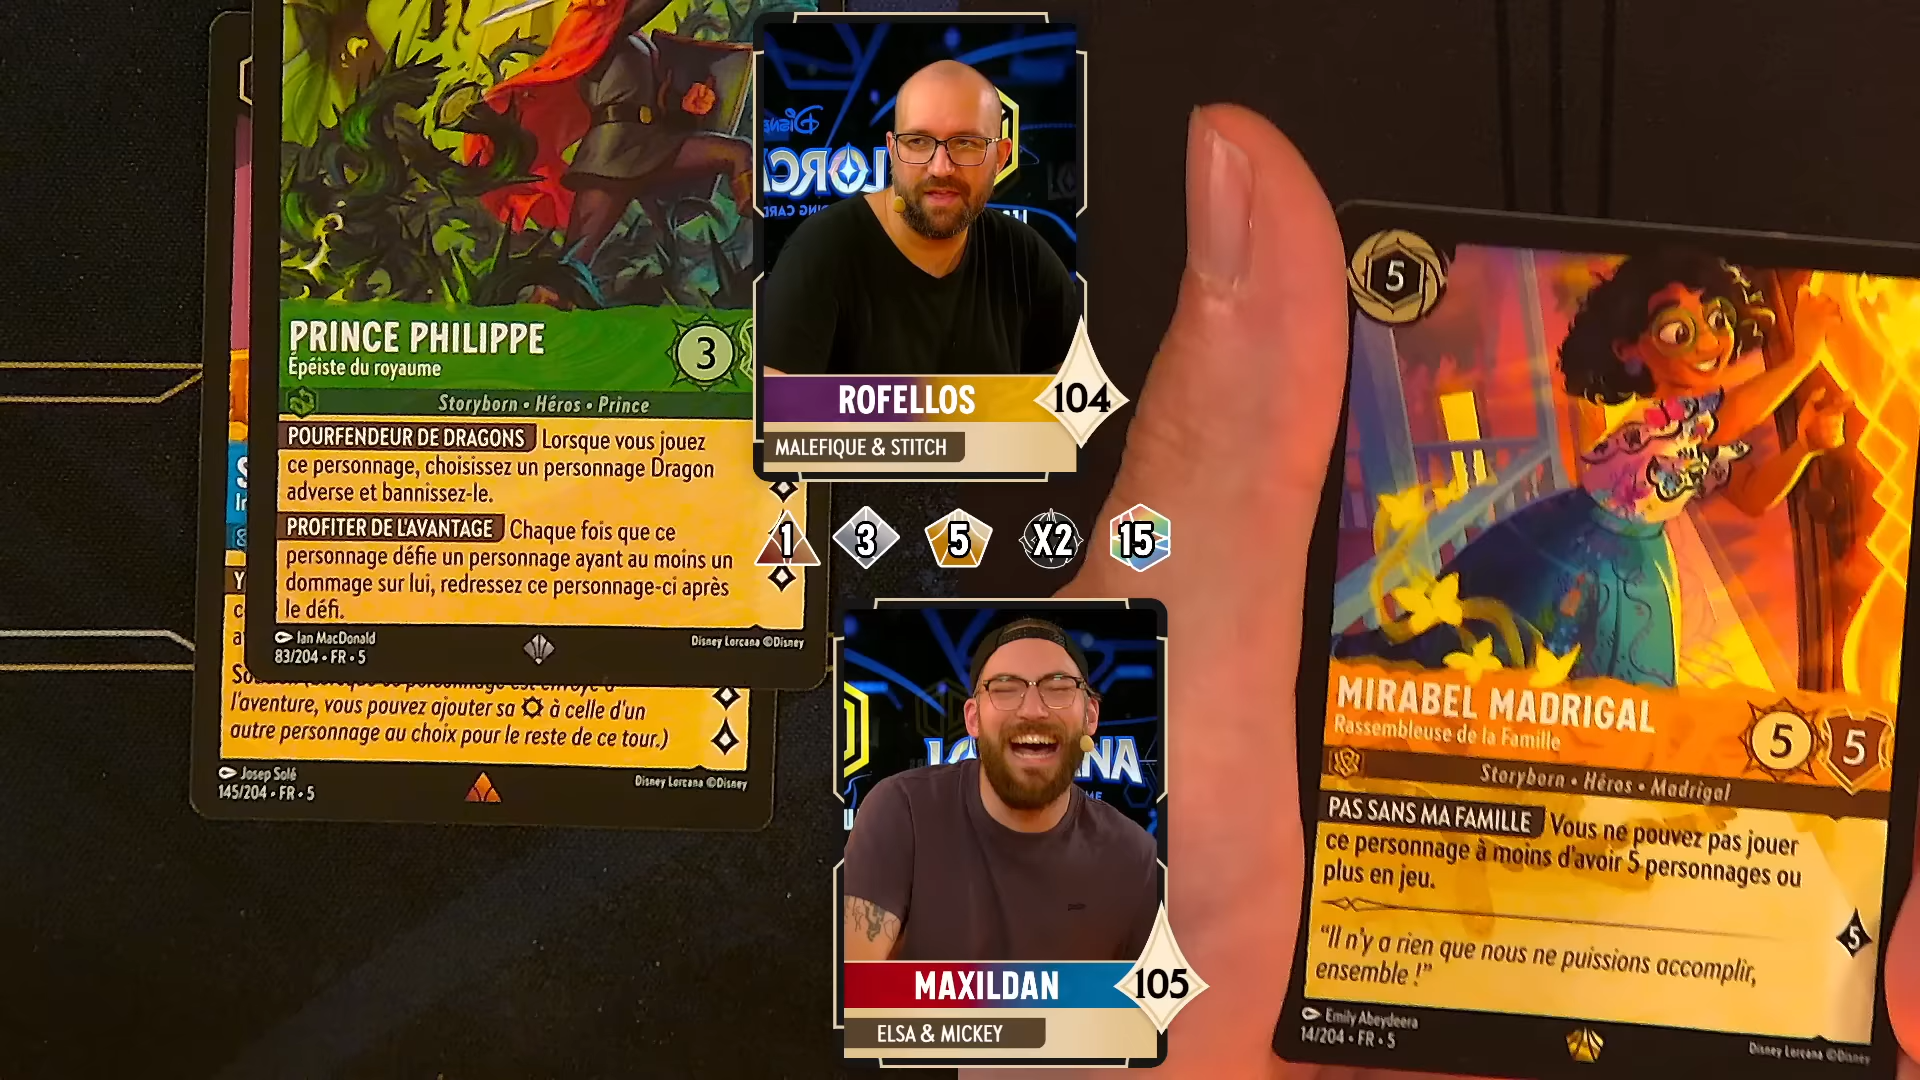 PRINCE PHILIPPE
Épéiste du royaume
3
Storyborn • Héros • Prince
POURFENDEUR DE DRAGONS Lorsque vous jouez
ce personnage, choisissez un personnage Dragon
adverse et bannissez-le.
PROFITER DE L'AVANTAGE Chaque fois que ce
personnage défie un personnage ayant au moins un
dommage sur lui, redressez ce personnage-ci après
le défi.
Ian MacDonald
Disney Lorcana ©Disney
83/204 • FR • 5
l'aventure, vous pouvez ajouter sa à celle d'un
autre personnage au choix pour le reste de ce tour.)
Josep Solé
Disney Lorcana ©Disney
145/204 • FR • 5
ROFELLOS
104
MALEFIQUE & STITCH
1
3
5
X2
15
MAXILDAN
105
ELSA & MICKEY
5
MIRABEL MADRIGAL
Rassembleuse de la Famille
5
5
Storyborn • Héros • Madrigal
PAS SANS MA FAMILLE Vous ne pouvez pas jouer
ce personnage à moins d'avoir 5 personnages ou
plus en jeu.
"Il n'y a rien que nous ne puissions accomplir,
ensemble !"
5
Emily Abeydeera
14/204 • FR • 5
Disney Lorcana ©Disney